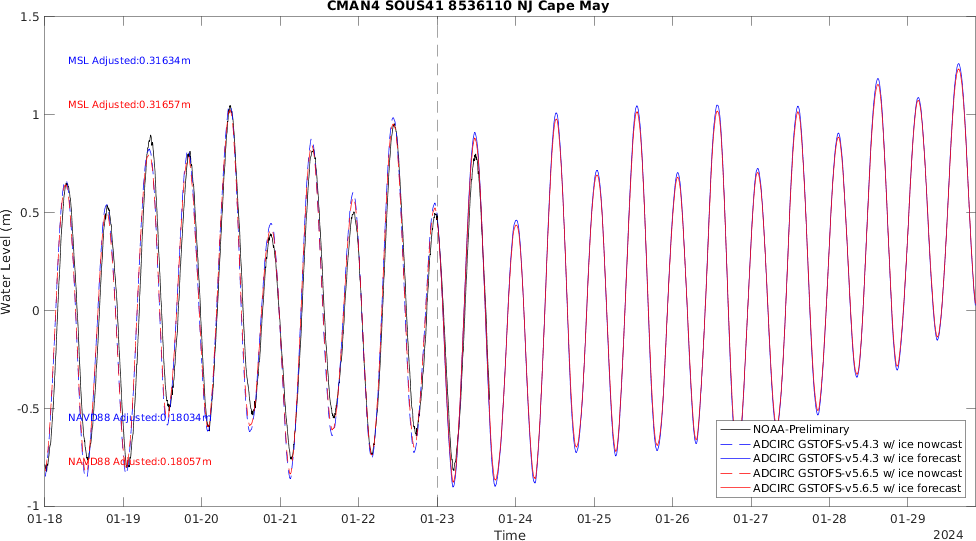 CMAN4 SOUS41 8536110 NJ Cape May
Water Level (m)
1.5
1
0.5
0
-0.5
-1
MSL Adjusted:0.31634m
MSL Adjusted:0.31657m
NAVD88 Adjusted:0.18034m
NAVD88 Adjusted:0.18057m
NOAA-Preliminary
ADCIRC GSTOFS-v5.4.3 w/ ice nowcast
ADCIRC GSTOFS-v5.4.3 w/ ice forecast
ADCIRC GSTOFS-v5.6.5 w/ ice nowcast
ADCIRC GSTOFS-v5.6.5 w/ ice forecast
01-18 01-19 01-20 01-21 01-22 01-23 01-24 01-25 01-26 01-27 01-28 01-29
Time
2024